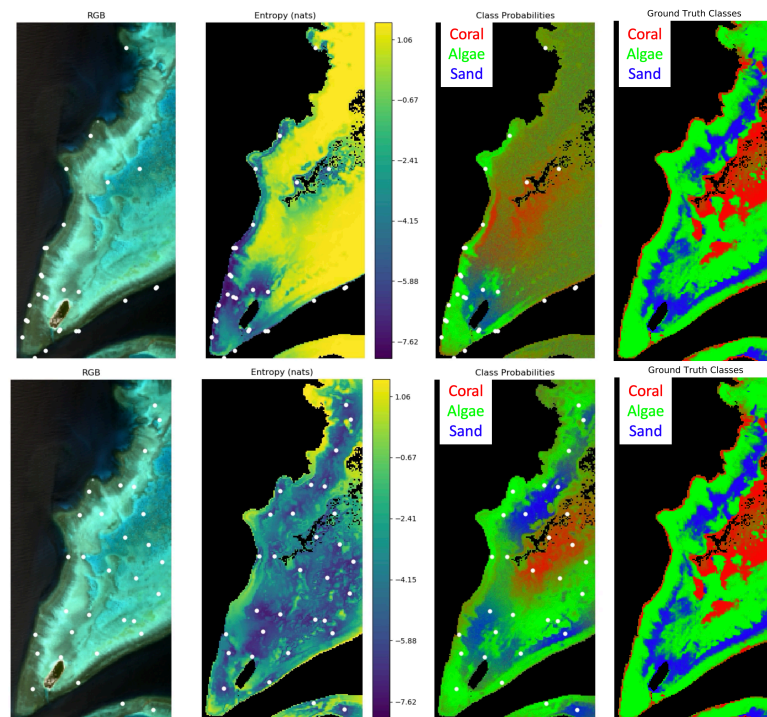 RGB
Entropy (nats)
Class Probabilities
Ground Truth Classes
Coral
Algae
Sand
Coral
Algae
Sand
1.06
−0.67
−2.41
−4.15
−5.88
−7.62
RGB
Entropy (nats)
Class Probabilities
Ground Truth Classes
Coral
Algae
Sand
Coral
Algae
Sand
1.06
−0.67
−2.41
−4.15
−5.88
−7.62